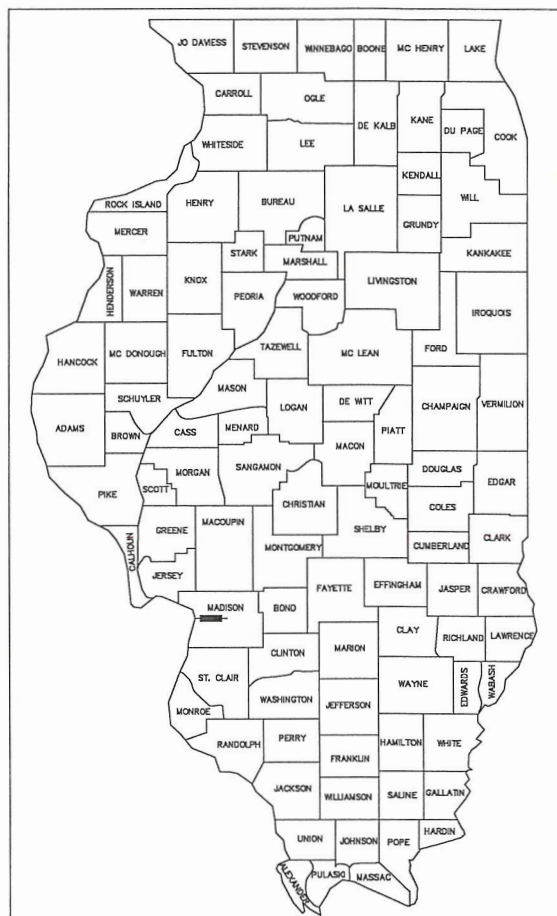 JO DAVIESS
STEVENSON
WINNEBAGO
BOONE
MC HENRY
LAKE
CARROLL
OGLE
DE KALB
KANE
DU PAGE
COOK
WHITESIDE
LEE
KENDALL
WILL
ROCK ISLAND
HENRY
BUREAU
LA SALLE
GRUNDY
MERCER
PUTNAM
KANKAKEE
STARK
MARSHALL
HENDERSON
WARREN
KNOX
PEORIA
WOODFORD
LIVINGSTON
IROQUOIS
HANCOCK
MC DONOUGH
FULTON
TAZEWELL
MC LEAN
FORD
MASON
SCHUYLER
LOGAN
DE WITT
CHAMPAIGN
VERMILION
ADAMS
BROWN
CASS
MENARD
MACON
PIATT
SANGAMON
DOUGLAS
PIKE
SCOTT
MORGAN
CHRISTIAN
MOULTRIE
EDGAR
COLES
GREENE
MACOUPIN
SHELBY
CALHOUN
MONTGOMERY
CUMBERLAND
CLARK
JERSEY
FAYETTE
EFFINGHAM
JASPER
CRAWFORD
MADISON
BOND
CLAY
RICHLAND
LAWRENCE
CLINTON
MARION
ST. CLAIR
WAYNE
EDWARDS
WABASH
MONROE
WASHINGTON
JEFFERSON
RANDOLPH
PERRY
HAMILTON
WHITE
FRANKLIN
JACKSON
WILLIAMSON
SALINE
GALLATIN
UNION
JOHNSON
POPE
HARDIN
ALEXANDER
PULASKI
MASSAC